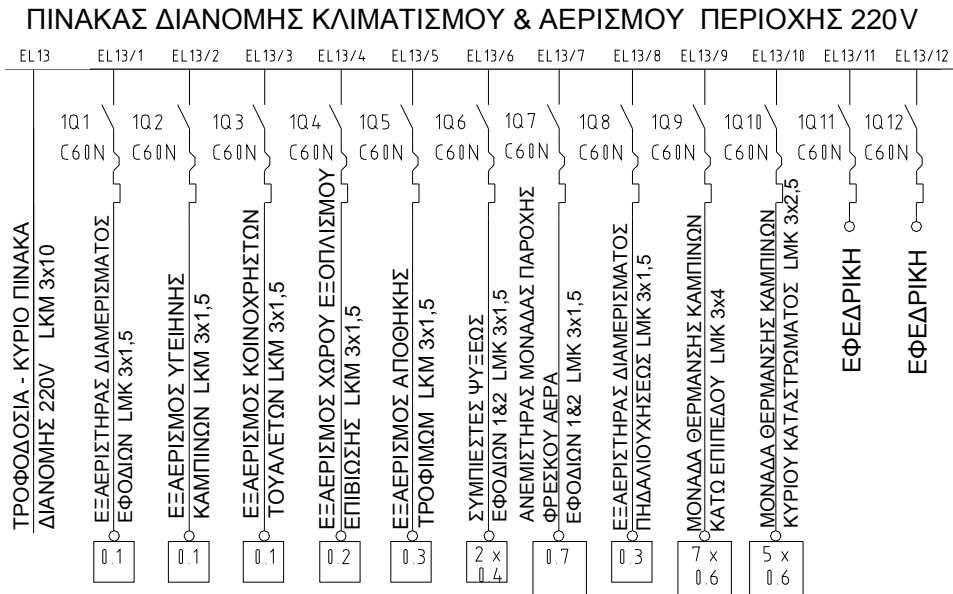 ΠΙΝΑΚΑΣ ΔΙΑΝΟΜΗΣ ΚΛΙΜΑΤΙΣΜΟΥ & ΑΕΡΙΣΜΟΥ ΠΕΡΙΟΧΗΣ 220V
EL13 EL13/1 EL13/2 EL13/3 EL13/4 EL13/5 EL13/6 EL13/7 EL13/8 EL13/9 EL13/10 EL13/11 EL13/12
1Q1 1Q2 1Q3 1Q4 1Q5 1Q6 1Q7 1Q8 1Q9 1Q10 1Q11 1Q12
C60N C60N C60N C60N C60N C60N C60N C60N C60N C60N C60N C60N
ΤΡΟΦΟΔΟΣΙΑ - ΚΥΡΙΟ ΠΙΝΑΚΑ
ΔΙΑΝΟΜΗΣ 220V LKM 3x10
ΕΞΑΕΡΙΣΤΗΡΑΣ ΔΙΑΜΕΡΙΣΜΑΤΟΣ
ΕΦΟΔΙΩΝ LMK 3x1,5
ΕΞΑΕΡΙΣΜΟΣ ΥΓΕΙΗΝΗΣ
ΚΑΜΠΙΝΩΝ LKM 3x1,5
ΕΞΑΕΡΙΣΜΟΣ ΚΟΙΝΟΧΡΗΣΤΩΝ
ΤΟΥΑΛΕΤΩΝ LKM 3x1,5
ΕΞΑΕΡΙΣΜΟΣ ΧΩΡΟΥ ΕΞΟΠΛΙΣΜΟΥ
ΕΠΙΒΙΩΣΗΣ LKM 3x1,5
ΕΞΑΕΡΙΣΜΟΣ ΑΠΟΘΗΚΗΣ
ΤΡΟΦΙΜΩΜ LKM 3x1,5
ΣΥΜΠΙΕΣΤΕΣ ΨΥΞΕΩΣ
ΕΦΟΔΙΩΝ 1&2 LMK 3x1,5
ΑΝΕΜΙΣΤΗΡΑΣ ΜΟΝΑΔΑΣ ΠΑΡΟΧΗΣ
ΦΡΕΣΚΟΥ ΑΕΡΑ
ΕΦΟΔΙΩΝ 1&2 LMK 3x1,5
ΕΞΑΕΡΙΣΤΗΡΑΣ ΔΙΑΜΕΡΙΣΜΑΤΟΣ
ΠΗΔΑΛΙΟΥΧΗΣΕΩΣ LMK 3x1,5
ΜΟΝΑΔΑ ΘΕΡΜΑΝΣΗΣ ΚΑΜΠΙΝΩΝ
ΚΑΤΩ ΕΠΙΠΕΔΟΥ LMK 3x4
ΜΟΝΑΔΑ ΘΕΡΜΑΝΣΗΣ ΚΑΜΠΙΝΩΝ
ΚΥΡΙΟΥ ΚΑΤΑΣΤΡΩΜΑΤΟΣ LMK 3x2,5
ΕΦΕΔΡΙΚΗ
ΕΦΕΔΡΙΚΗ
0.1 0.1 0.1 0.2 0.3 2 x 0.7 0.3 7 x 5 x
0.4 0.6 0.6